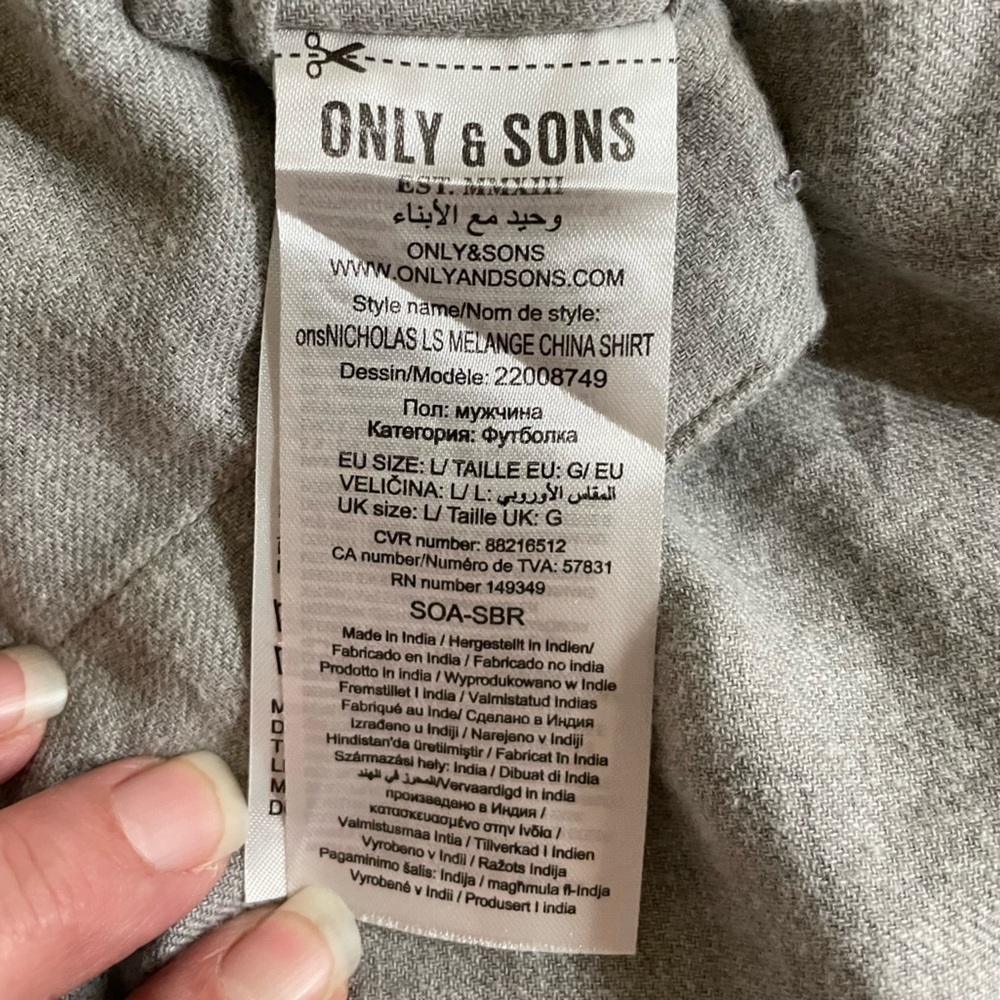 ONLY & SONS
EST. MMXIII
وحيد مع الأبناء
ONLY&SONS
WWW.ONLYANDSONS.COM
Style name/Nom de style:
onsNICHOLAS LS MELANGE CHINA SHIRT
Dessin/Modèle: 22008749
Пол: мужчина
Категория: Футболка
EU SIZE: L/ TAILLE EU: G/ EU
VELIČINA: L/ L: المقاس الأوروبي
UK size: L/ Taille UK: G
CVR number: 88216512
CA number/Numéro de TVA: 57831
RN number 149349
SOA-SBR
Made in India / Hergestellt in Indien/
Fabricado en India / Fabricado no india
Prodotto in india / Wyprodukowano w Indie
Fremstillet I india / Valmistatud Indias
Fabriqué au Inde/ Сделано в Индия
Izrađeno u Indiji / Narejeno v Indiji
Hindistan'da üretilmiştir / Fabricat în India
Származási hely: India / Dibuat di India
المحرز في الهند/Vervaardigd in india
произведено в Индия /
κατασκευασμένο στην Ινδία /
Valmistusmaa Intia / Tillverkad I Indien
Vyrobeno v Indii / Ražots Indija
Pagaminimo šalis: Indija / magħmula fl-Indja
Vyrobené v Indii / Produsert I india